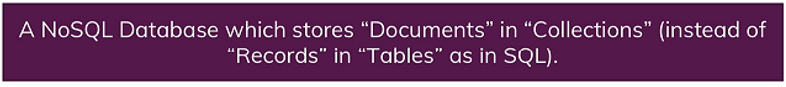 A NoSQL Database which stores “Documents” in “Collections” (instead of
“Records” in “Tables” as in SQL).